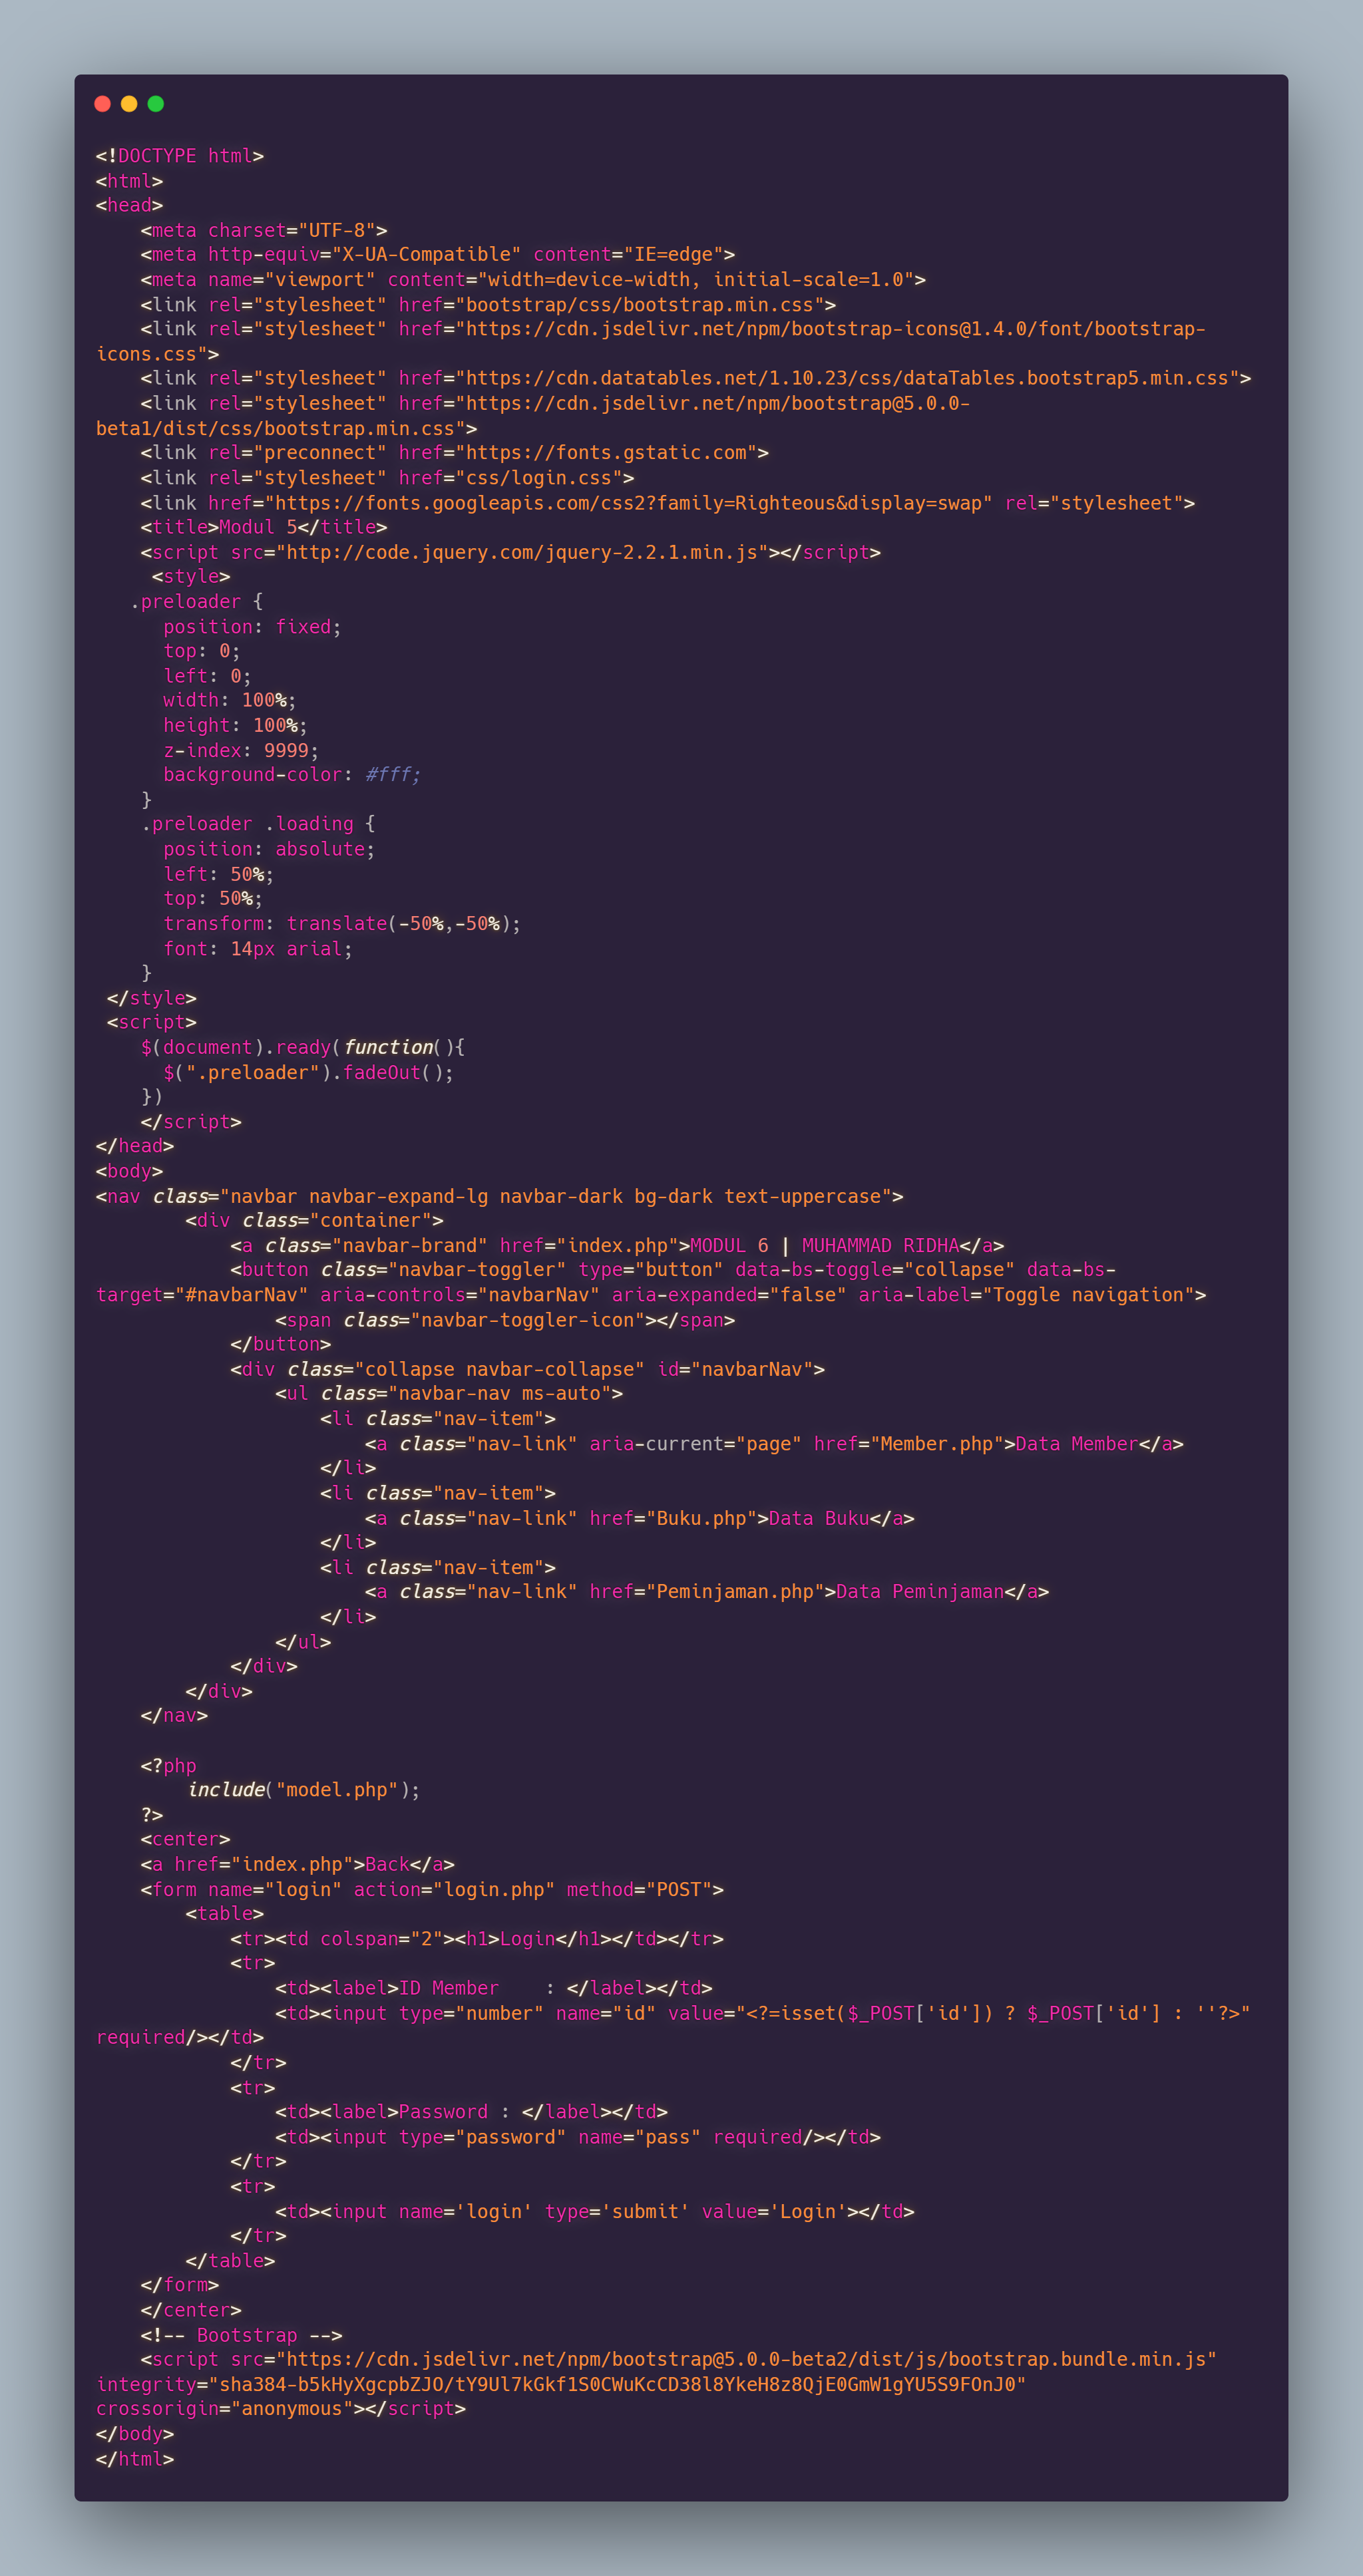 <!DOCTYPE html>
<html>
<head>
    <meta charset="UTF-8">
    <meta http-equiv="X-UA-Compatible" content="IE=edge">
    <meta name="viewport" content="width=device-width, initial-scale=1.0">
    <link rel="stylesheet" href="bootstrap/css/bootstrap.min.css">
    <link rel="stylesheet" href="https://cdn.jsdelivr.net/npm/bootstrap-icons@1.4.0/font/bootstrap-
icons.css">
    <link rel="stylesheet" href="https://cdn.datatables.net/1.10.23/css/dataTables.bootstrap5.min.css">
    <link rel="stylesheet" href="https://cdn.jsdelivr.net/npm/bootstrap@5.0.0-
beta1/dist/css/bootstrap.min.css">
    <link rel="preconnect" href="https://fonts.gstatic.com">
    <link rel="stylesheet" href="css/login.css">
    <link href="https://fonts.googleapis.com/css2?family=Righteous&display=swap" rel="stylesheet">
    <title>Modul 5</title>
    <script src="http://code.jquery.com/jquery-2.2.1.min.js"></script>
     <style>
   .preloader {
      position: fixed;
      top: 0;
      left: 0;
      width: 100%;
      height: 100%;
      z-index: 9999;
      background-color: #fff;
    }
    .preloader .loading {
      position: absolute;
      left: 50%;
      top: 50%;
      transform: translate(-50%,-50%);
      font: 14px arial;
    }
 </style>
 <script>
    $(document).ready(function(){
      $(".preloader").fadeOut();
    })
    </script>
</head>
<body>
<nav class="navbar navbar-expand-lg navbar-dark bg-dark text-uppercase">
        <div class="container">
            <a class="navbar-brand" href="index.php">MODUL 6 | MUHAMMAD RIDHA</a>
            <button class="navbar-toggler" type="button" data-bs-toggle="collapse" data-bs-
target="#navbarNav" aria-controls="navbarNav" aria-expanded="false" aria-label="Toggle navigation">
                <span class="navbar-toggler-icon"></span>
            </button>
            <div class="collapse navbar-collapse" id="navbarNav">
                <ul class="navbar-nav ms-auto">
                    <li class="nav-item">
                        <a class="nav-link" aria-current="page" href="Member.php">Data Member</a>
                    </li>
                    <li class="nav-item">
                        <a class="nav-link" href="Buku.php">Data Buku</a>
                    </li>
                    <li class="nav-item">
                        <a class="nav-link" href="Peminjaman.php">Data Peminjaman</a>
                    </li>
                </ul>
            </div>
        </div>
    </nav>

    <?php
        include("model.php");
    ?>
    <center>
    <a href="index.php">Back</a>
    <form name="login" action="login.php" method="POST">
        <table>
            <tr><td colspan="2"><h1>Login</h1></td></tr>
            <tr>
                <td><label>ID Member    : </label></td>
                <td><input type="number" name="id" value="<?=isset($_POST['id']) ? $_POST['id'] : ''?>"
required/></td>
            </tr>
            <tr>
                <td><label>Password : </label></td>
                <td><input type="password" name="pass" required/></td>
            </tr>
            <tr>
                <td><input name='login' type='submit' value='Login'></td>
            </tr>
        </table>
    </form>
    </center>
    <!-- Bootstrap -->
    <script src="https://cdn.jsdelivr.net/npm/bootstrap@5.0.0-beta2/dist/js/bootstrap.bundle.min.js"
integrity="sha384-b5kHyXgcpbZJO/tY9Ul7kGkf1S0CWuKcCD38l8YkeH8z8QjE0GmW1gYU5S9FOnJ0"
crossorigin="anonymous"></script>
</body>
</html>